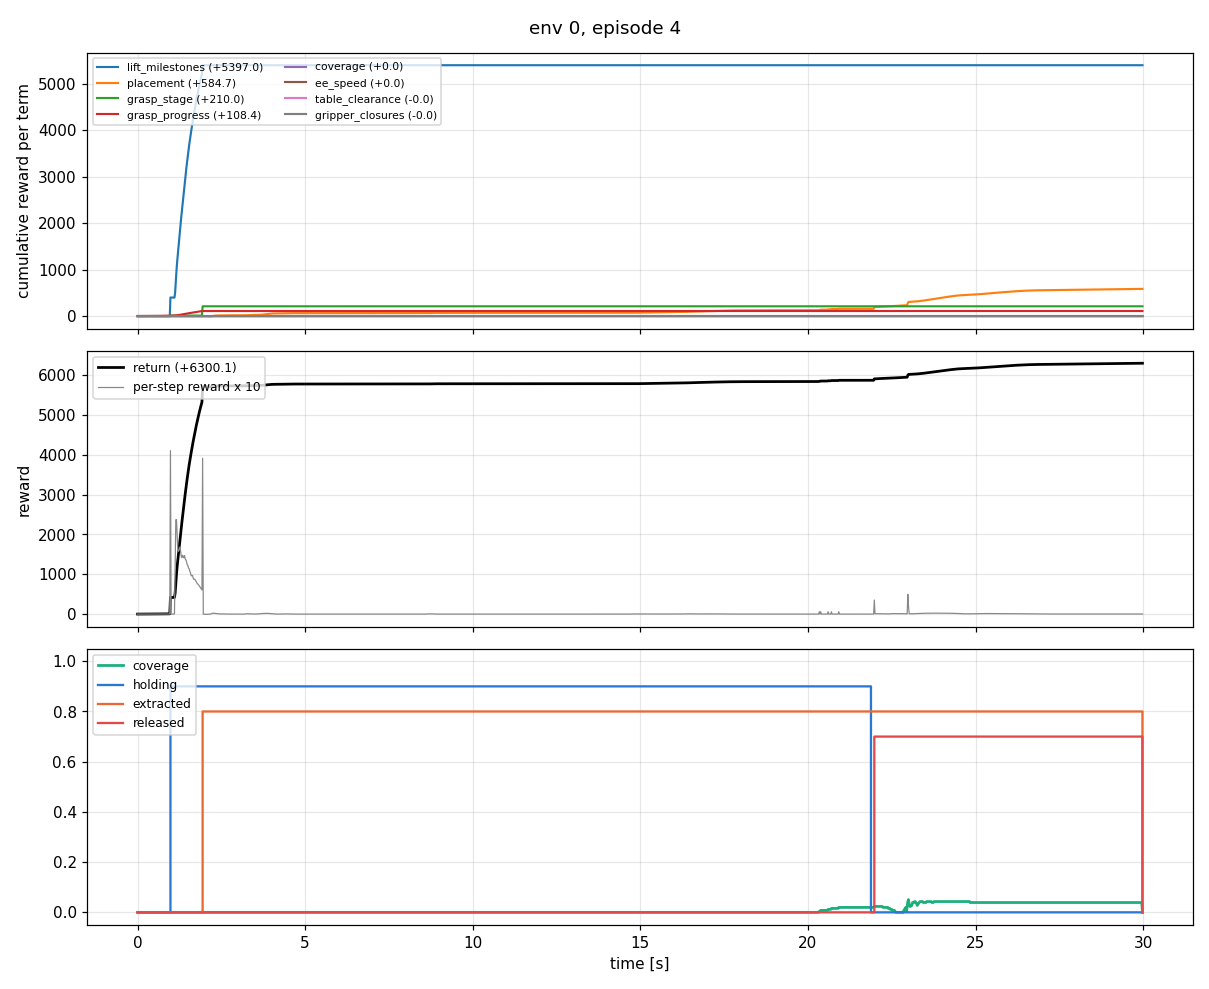 env 0, episode 4
cumulative reward per term
5000
4000
3000
2000
1000
0
lift_milestones (+5397.0)
placement (+584.7)
grasp_stage (+210.0)
grasp_progress (+108.4)
coverage (+0.0)
ee_speed (+0.0)
table_clearance (-0.0)
gripper_closures (-0.0)
reward
6000
5000
4000
3000
2000
1000
0
return (+6300.1)
per-step reward x 10
1.0
0.8
0.6
0.4
0.2
0.0
coverage
holding
extracted
released
0 5 10 15 20 25 30
time [s]